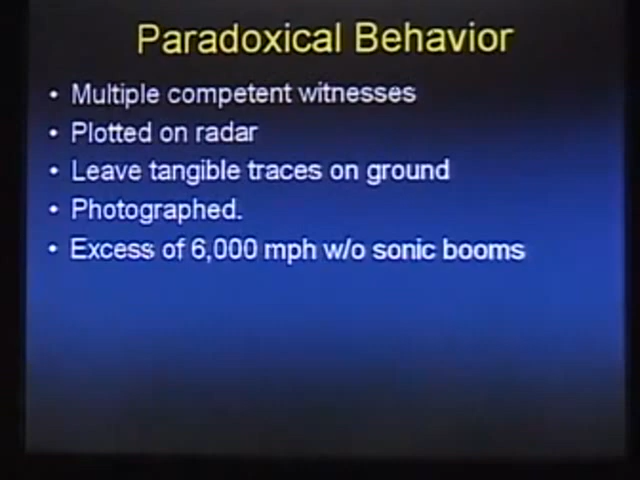 Paradoxical Behavior
• Multiple competent witnesses
• Plotted on radar
• Leave tangible traces on ground
• Photographed.
• Excess of 6,000 mph w/o sonic booms